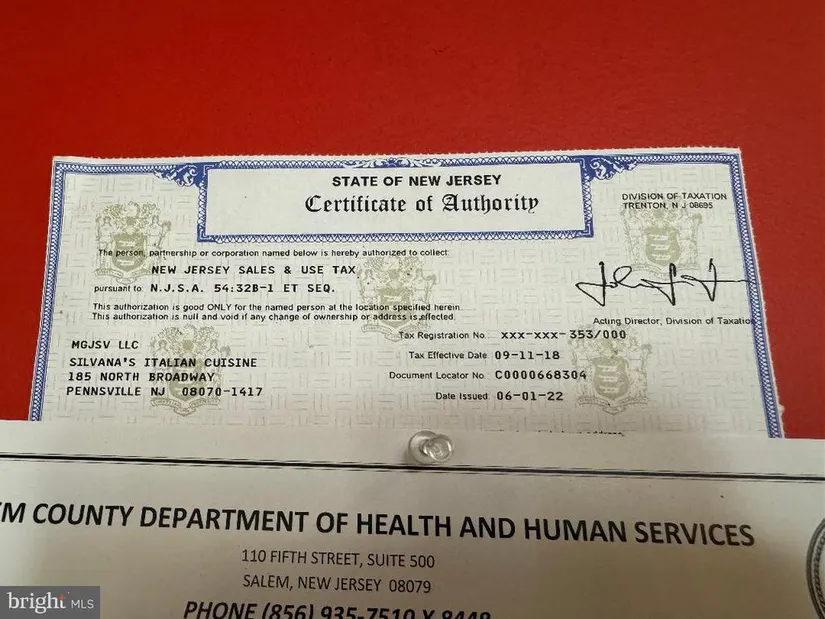 STATE OF NEW JERSEY
Certificate of Authority
DIVISION OF TAXATION
TRENTON, N J 08695
The person, partnership or corporation named below is hereby authorized to collect:
NEW JERSEY SALES & USE TAX
pursuant to: N.J.S.A. 54:32B-1 ET SEQ.
This authorization is good ONLY for the named person at the location specified herein.
This authorization is null and void if any change of ownership or address is effected.
Acting Director, Division of Taxation
Tax Registration No. XXX-XXX-353/000
Tax Effective Date 09-11-18
Document Locator No. C0000668304
Date Issued 06-01-22
MGJSV LLC
SILVANA'S ITALIAN CUISINE
185 NORTH BROADWAY
PENNSVILLE NJ 08070-1417
COUNTY DEPARTMENT OF HEALTH AND HUMAN SERVICES
110 FIFTH STREET, SUITE 500
SALEM, NEW JERSEY 08079
PHONE (856) 935-7510 X 8449
bright MLS